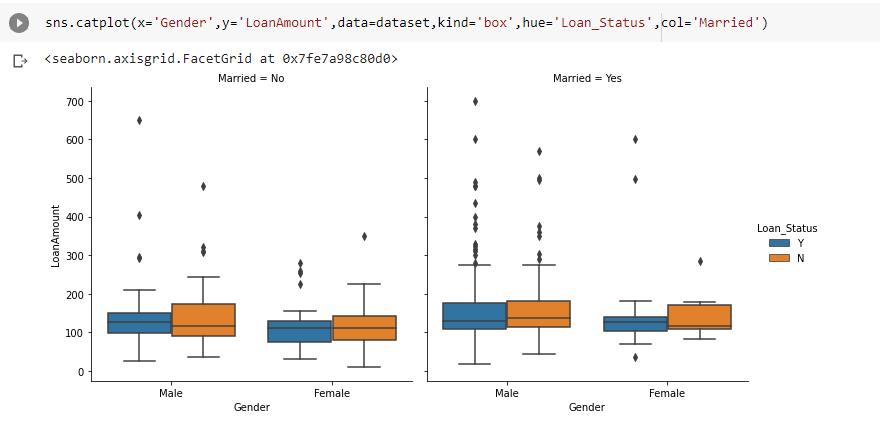 sns.catplot(x='Gender',y='LoanAmount',data=dataset,kind='box',hue='Loan_Status',col='Married')
<seaborn.axisgrid.FacetGrid at 0x7fe7a98c80d0>
Married = No
Married = Yes
700
600
500
400
300
200
100
0
LoanAmount
Male
Female
Gender
Male
Female
Gender
Loan_Status
Y
N